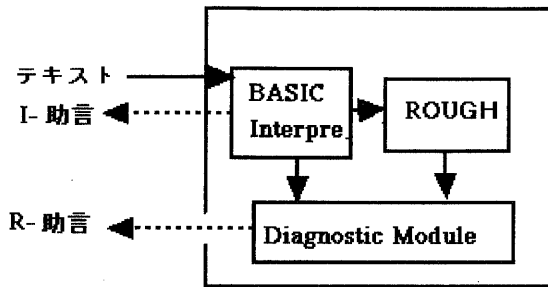 テキスト
I- 助言
BASIC
Interpre
ROUGH
R- 助言
Diagnostic Module